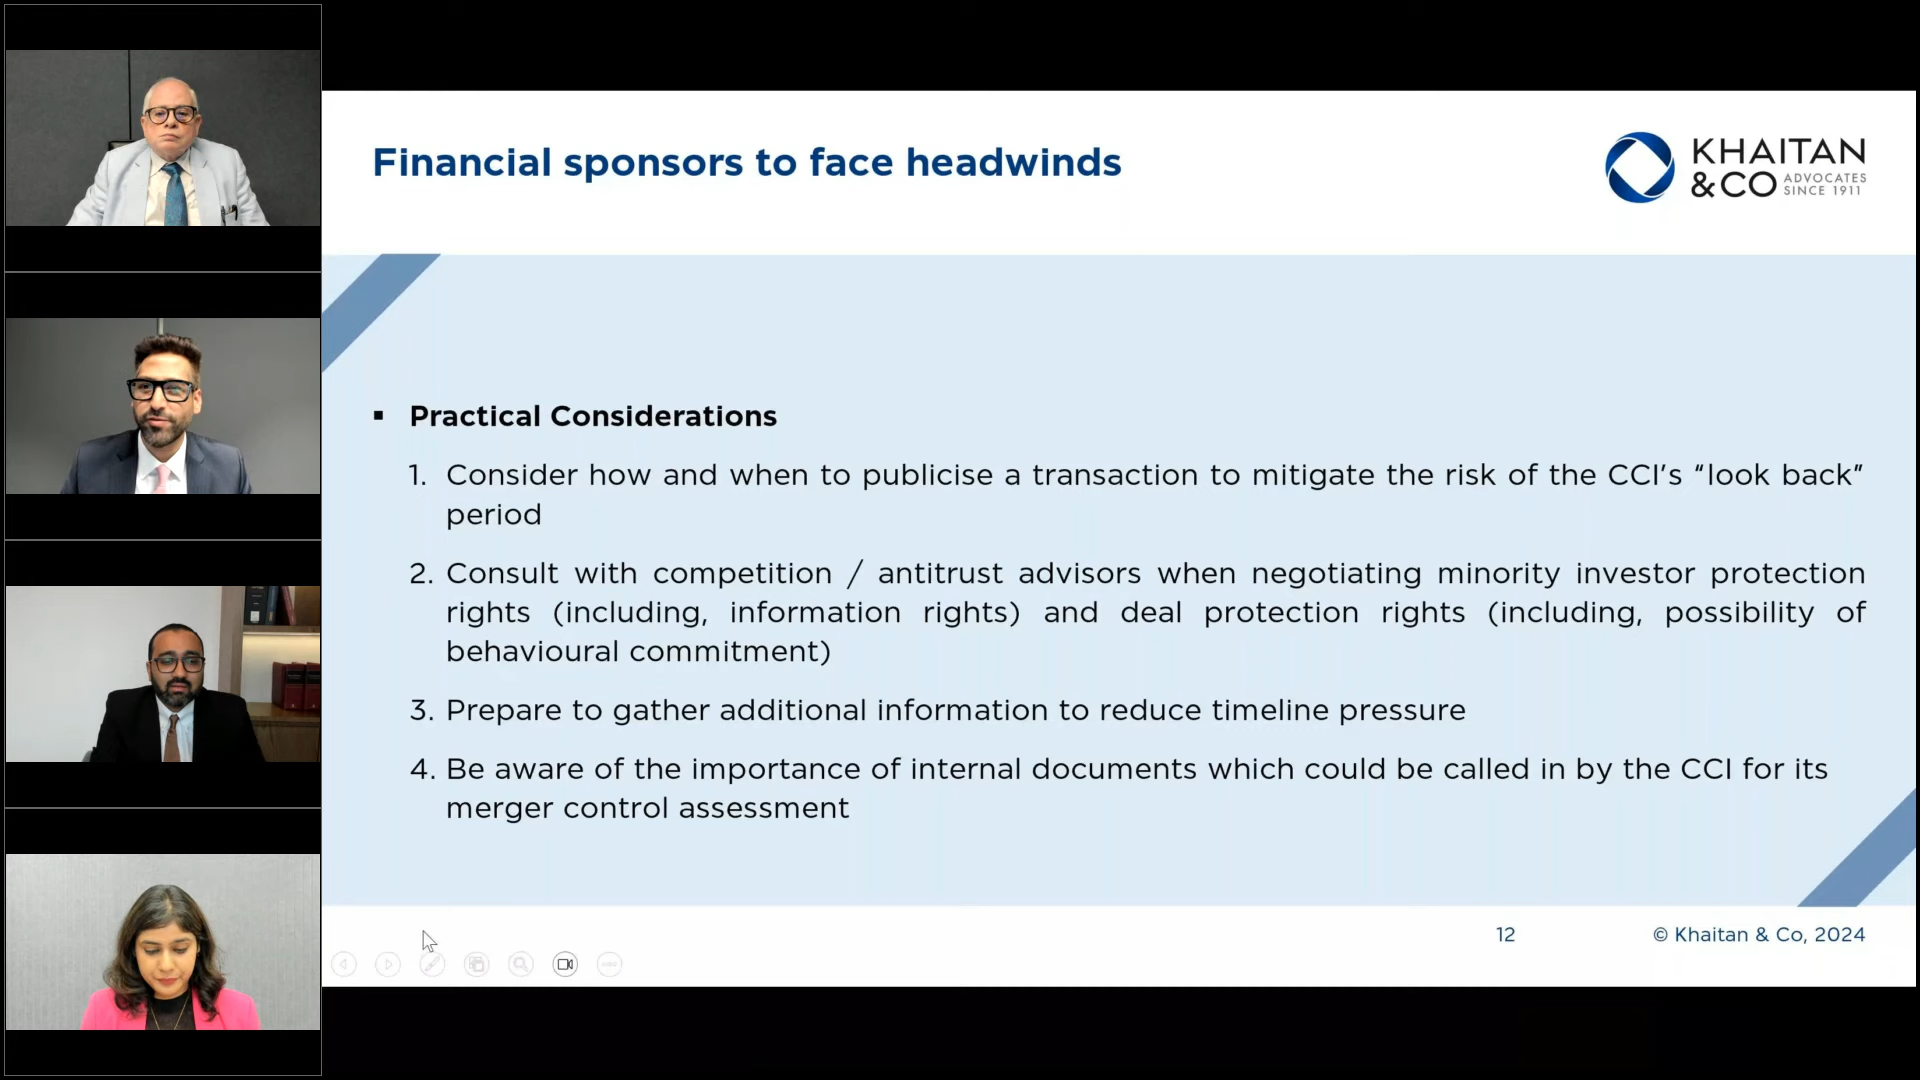 Financial sponsors to face headwinds
KHAITAN
&CO ADVOCATES
SINCE 1911
▪ Practical Considerations
1. Consider how and when to publicise a transaction to mitigate the risk of the CCI’s “look back”
period
2. Consult with competition / antitrust advisors when negotiating minority investor protection
rights (including, information rights) and deal protection rights (including, possibility of
behavioural commitment)
3. Prepare to gather additional information to reduce timeline pressure
4. Be aware of the importance of internal documents which could be called in by the CCI for its
merger control assessment
12
© Khaitan & Co, 2024